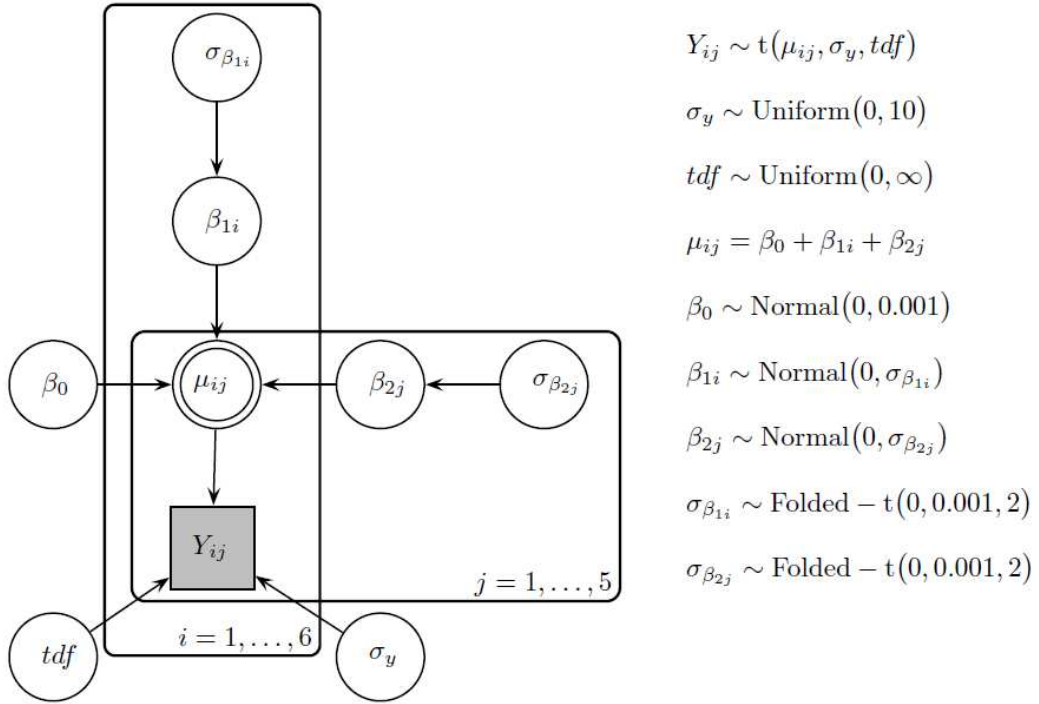 σ_{β_{1i}}
β_{1i}
β_0
μ_{ij}
β_{2j}
σ_{β_{2j}}
Y_{ij}
j = 1, . . . , 5
i = 1, . . . , 6
tdf
σ_y
Y_{ij} ∼ t(μ_{ij}, σ_y, tdf)
σ_y ∼ Uniform(0, 10)
tdf ∼ Uniform(0, ∞)
μ_{ij} = β_0 + β_{1i} + β_{2j}
β_0 ∼ Normal(0, 0.001)
β_{1i} ∼ Normal(0, σ_{β_{1i}})
β_{2j} ∼ Normal(0, σ_{β_{2j}})
σ_{β_{1i}} ∼ Folded − t(0, 0.001, 2)
σ_{β_{2j}} ∼ Folded − t(0, 0.001, 2)